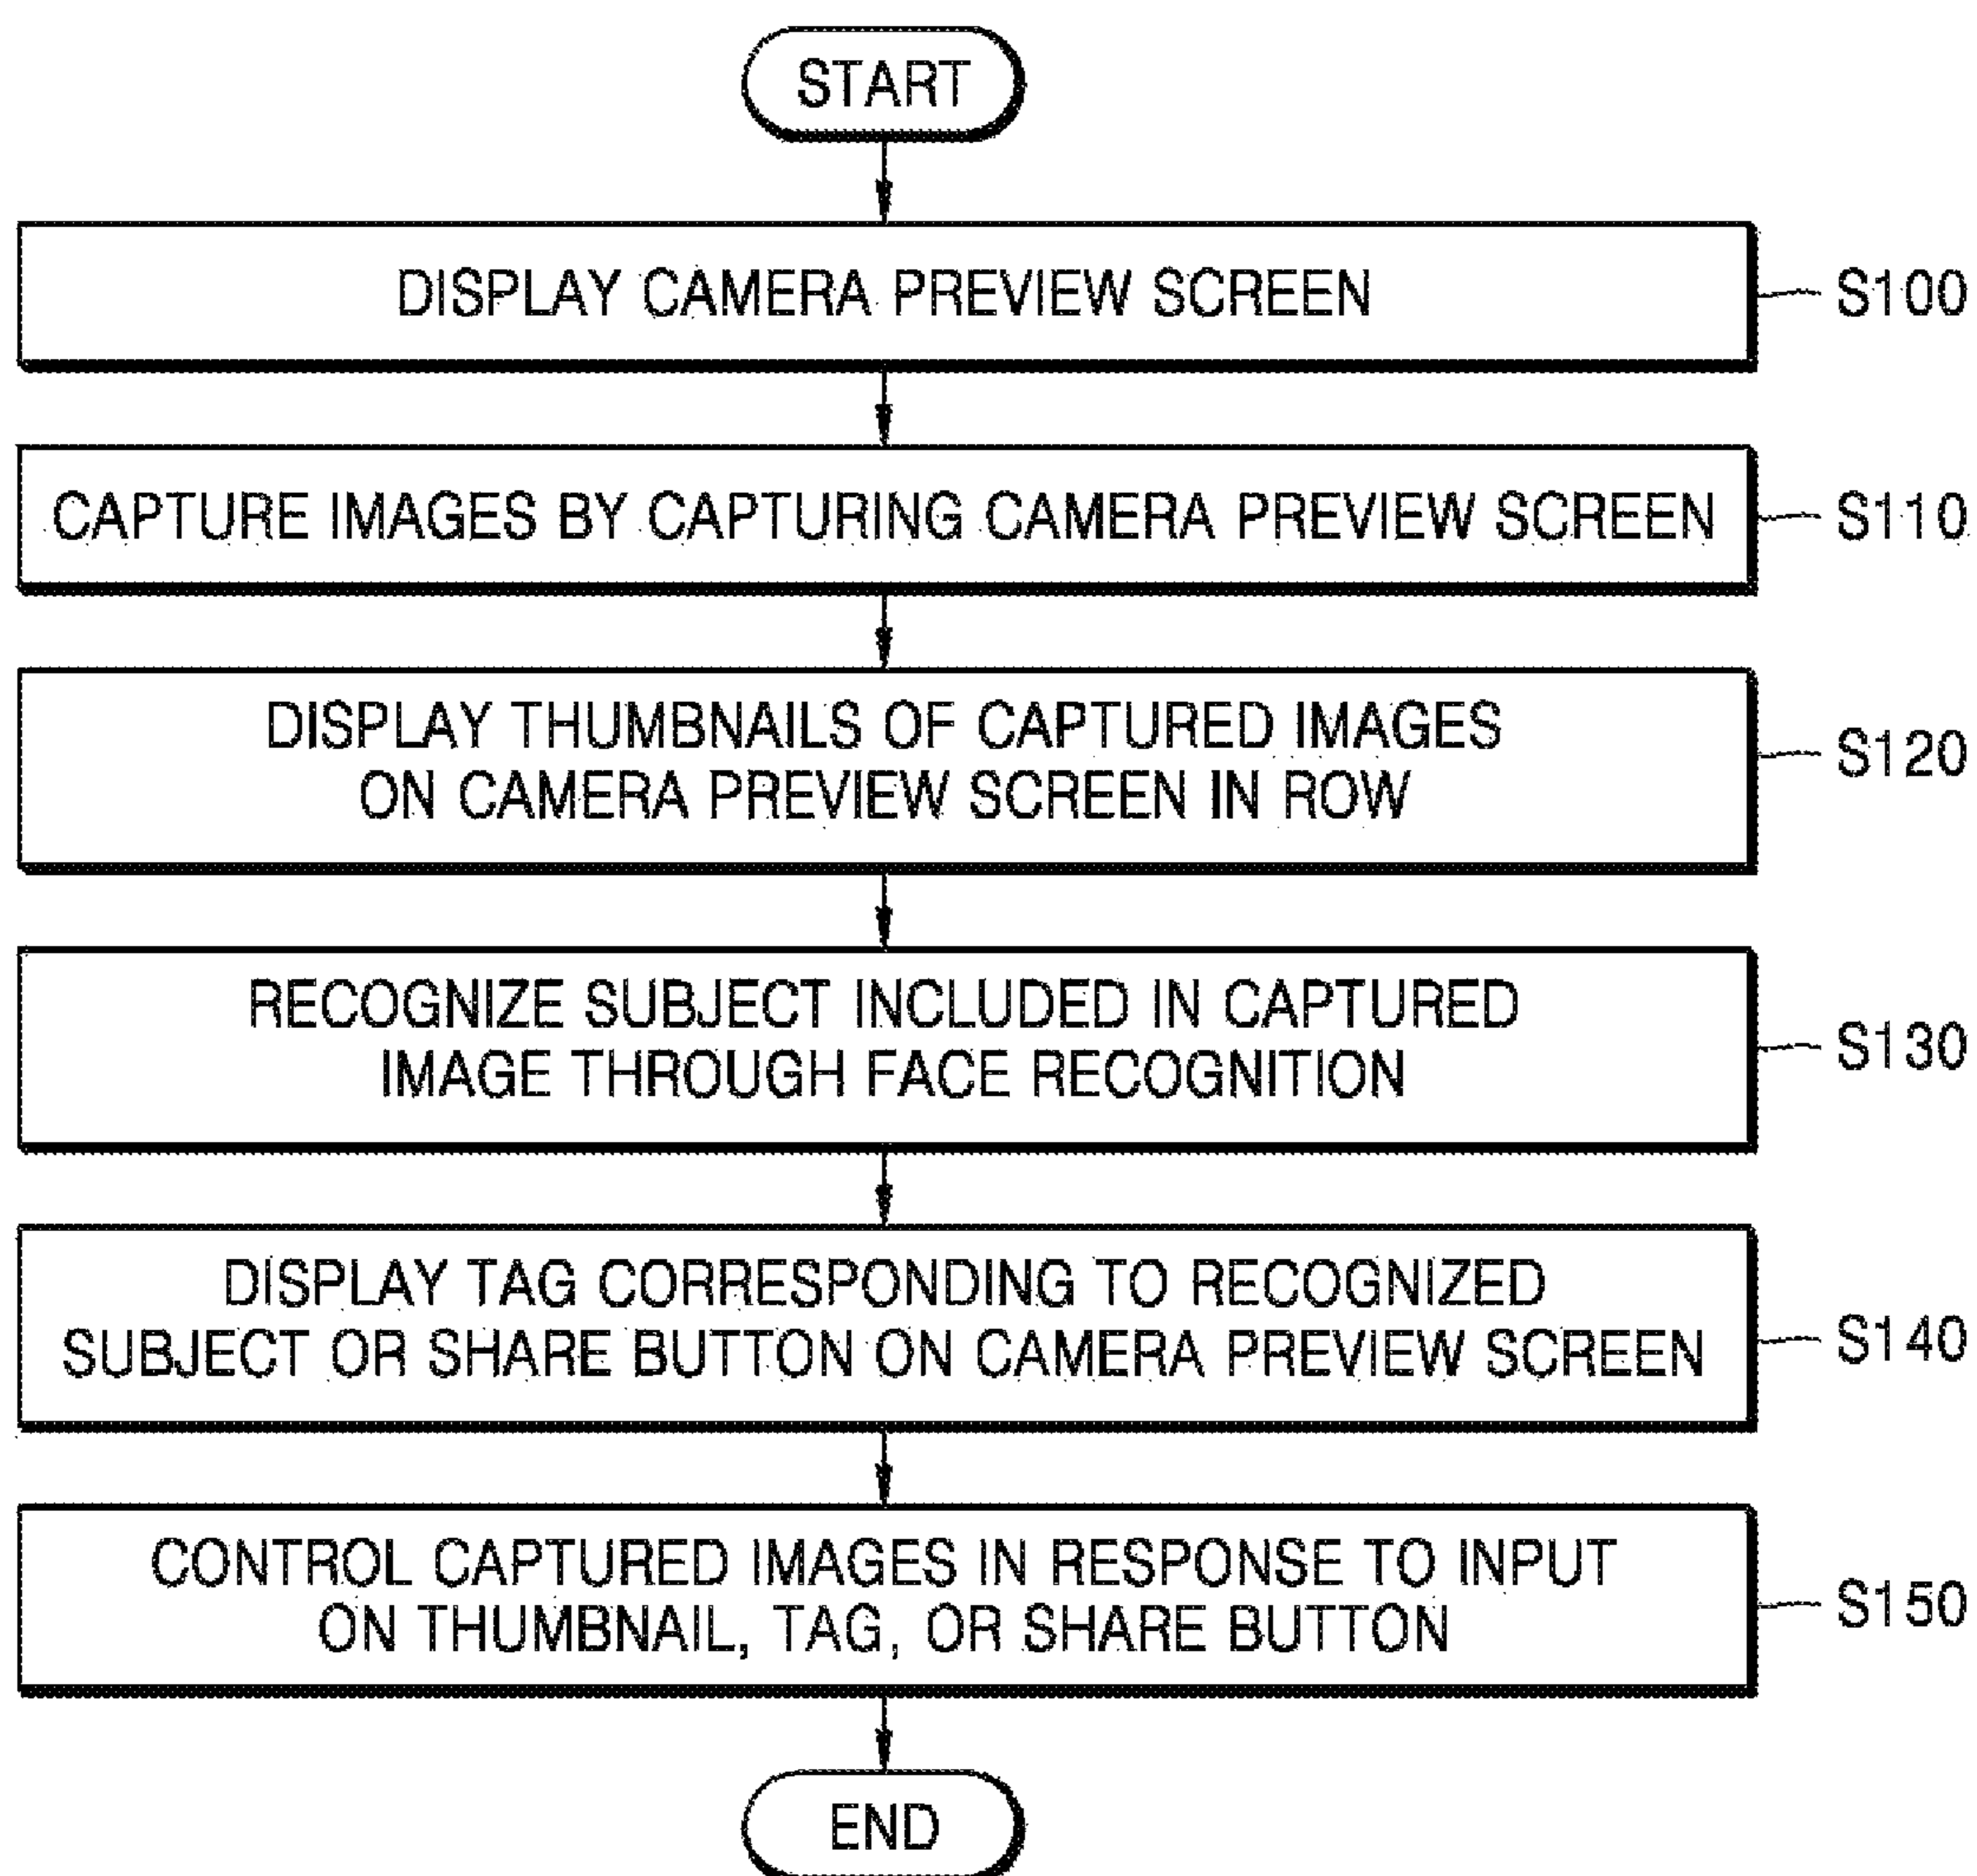 START
DISPLAY CAMERA PREVIEW SCREEN
S100
CAPTURE IMAGES BY CAPTURING CAMERA PREVIEW SCREEN
S110
DISPLAY THUMBNAILS OF CAPTURED IMAGES
ON CAMERA PREVIEW SCREEN IN ROW
S120
RECOGNIZE SUBJECT INCLUDED IN CAPTURED
IMAGE THROUGH FACE RECOGNITION
S130
DISPLAY TAG CORRESPONDING TO RECOGNIZED
SUBJECT OR SHARE BUTTON ON CAMERA PREVIEW SCREEN
S140
CONTROL CAPTURED IMAGES IN RESPONSE TO INPUT
ON THUMBNAIL, TAG, OR SHARE BUTTON
S150
END